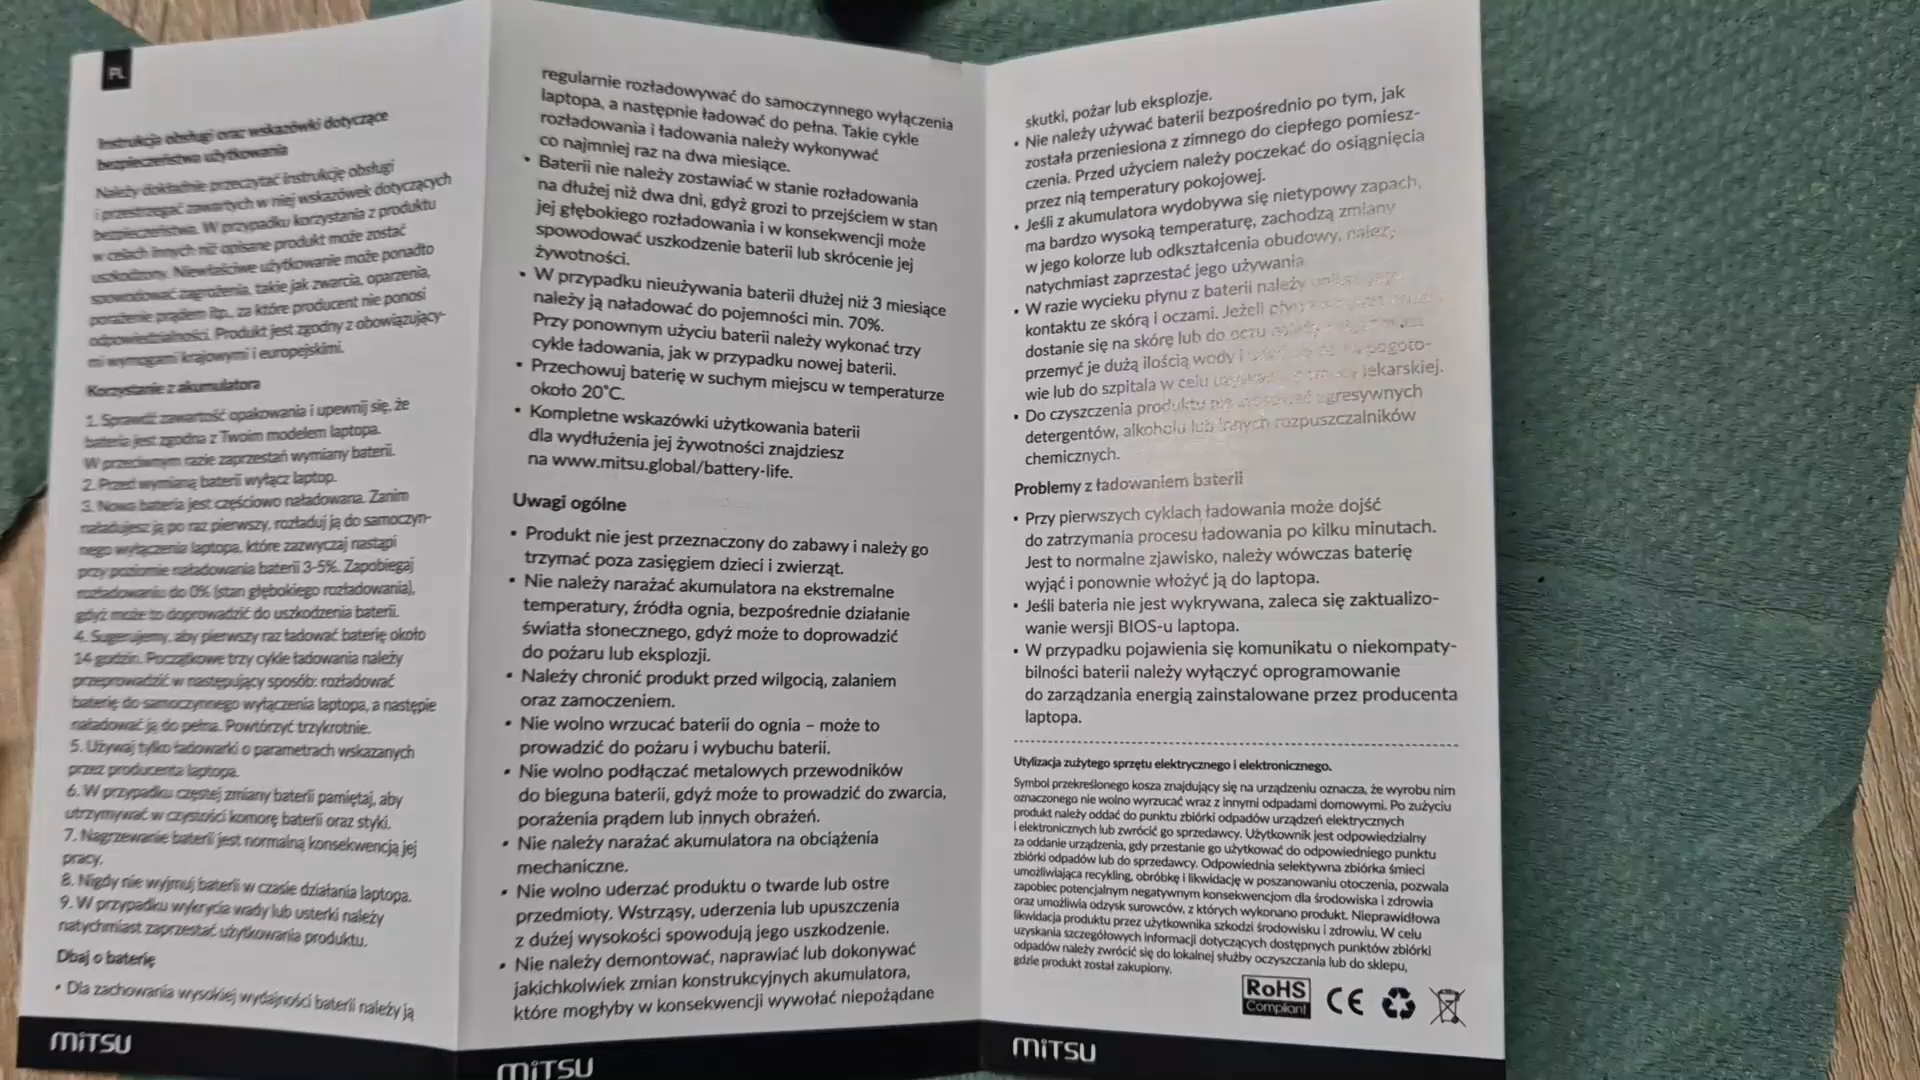 PL
Instrukcja obsługi oraz wskazówki dotyczące
bezpieczeństwa użytkowania
Należy dokładnie przeczytać instrukcję obsługi
i przestrzegać zawartych w niej wskazówek dotyczących
bezpieczeństwa. W przypadku korzystania z produktu
w celach innych niż opisane produkt może zostać
uszkodzony. Niewłaściwe użytkowanie może ponadto
spowodować zagrożenia, takie jak zwarcia, oparzenia,
porażenie prądem itp., za które producent nie ponosi
odpowiedzialności. Produkt jest zgodny z obowiązujący-
mi wymogami krajowymi i europejskimi.
Korzystanie z akumulatora
1. Sprawdź zawartość opakowania i upewnij się, że
bateria jest zgodna z Twoim modelem laptopa.
W przeciwnym razie zaprzestań wymiany baterii.
2. Przed wymianą baterii wyłącz laptop.
3. Nowa bateria jest częściowo naładowana. Zanim
naładujesz ją po raz pierwszy, rozładuj ją do samoczyn-
nego wyłączenia laptopa, które zazwyczaj nastąpi
przy poziomie naładowania baterii 3-5%. Zapobiegaj
rozładowaniu do 0% (stan głębokiego rozładowania),
gdyż może to doprowadzić do uszkodzenia baterii.
4. Sugerujemy, aby pierwszy raz ładować baterię około
14 godzin. Początkowe trzy cykle ładowania należy
przeprowadzić w następujący sposób: rozładować
baterię do samoczynnego wyłączenia laptopa, a następie
naładować ją do pełna. Powtórzyć trzykrotnie.
5. Używaj tylko ładowarki o parametrach wskazanych
przez producenta laptopa.
6. W przypadku częstej zmiany baterii pamiętaj, aby
utrzymywać w czystości komorę baterii oraz styki.
7. Nagrzewanie baterii jest normalną konsekwencją jej
pracy.
8. Nigdy nie wyjmuj baterii w czasie działania laptopa.
9. W przypadku wykrycia wady lub usterki należy
natychmiast zaprzestać użytkowania produktu.
Dbaj o baterię
• Dla zachowania wysokiej wydajności baterii należy ją
mitsu
regularnie rozładowywać do samoczynnego wyłączenia
laptopa, a następnie ładować do pełna. Takie cykle
rozładowania i ładowania należy wykonywać
co najmniej raz na dwa miesiące.
• Baterii nie należy zostawiać w stanie rozładowania
na dłużej niż dwa dni, gdyż grozi to przejściem w stan
jej głębokiego rozładowania i w konsekwencji może
spowodować uszkodzenie baterii lub skrócenie jej
żywotności.
• W przypadku nieużywania baterii dłużej niż 3 miesiące
należy ją naładować do pojemności min. 70%.
Przy ponownym użyciu baterii należy wykonać trzy
cykle ładowania, jak w przypadku nowej baterii.
• Przechowuj baterię w suchym miejscu w temperaturze
około 20°C.
• Kompletne wskazówki użytkowania baterii
dla wydłużenia jej żywotności znajdziesz
na www.mitsu.global/battery-life.
Uwagi ogólne
• Produkt nie jest przeznaczony do zabawy i należy go
trzymać poza zasięgiem dzieci i zwierząt.
• Nie należy narażać akumulatora na ekstremalne
temperatury, źródła ognia, bezpośrednie działanie
światła słonecznego, gdyż może to doprowadzić
do pożaru lub eksplozji.
• Należy chronić produkt przed wilgocią, zalaniem
oraz zamoczeniem.
• Nie wolno wrzucać baterii do ognia – może to
prowadzić do pożaru i wybuchu baterii.
• Nie wolno podłączać metalowych przewodników
do bieguna baterii, gdyż może to prowadzić do zwarcia,
porażenia prądem lub innych obrażeń.
• Nie należy narażać akumulatora na obciążenia
mechaniczne.
• Nie wolno uderzać produktu o twarde lub ostre
przedmioty. Wstrząsy, uderzenia lub upuszczenia
z dużej wysokości spowodują jego uszkodzenie.
• Nie należy demontować, naprawiać lub dokonywać
jakichkolwiek zmian konstrukcyjnych akumulatora,
które mogłyby w konsekwencji wywołać niepożądane
mitsu
skutki, pożar lub eksplozje.
• Nie należy używać baterii bezpośrednio po tym, jak
została przeniesiona z zimnego do ciepłego pomiesz-
czenia. Przed użyciem należy poczekać do osiągnięcia
przez nią temperatury pokojowej.
• Jeśli z akumulatora wydobywa się nietypowy zapach,
ma bardzo wysoką temperaturę, zachodzą zmiany
w jego kolorze lub odkształcenia obudowy, należy
natychmiast zaprzestać jego używania
• W razie wycieku płynu z baterii należy unikać jego
kontaktu ze skórą i oczami. Jeżeli płyn
dostanie się na skórę lub do oczu należy
przemyć je dużą ilością wody i pogoto-
wie lub do szpitala w celu lekarskiej.
• Do czyszczenia produktu nie stosować agresywnych
detergentów, alkoholu lub innych rozpuszczalników
chemicznych.
Problemy z ładowaniem baterii
• Przy pierwszych cyklach ładowania może dojść
do zatrzymania procesu ładowania po kilku minutach.
Jest to normalne zjawisko, należy wówczas baterię
wyjąć i ponownie włożyć ją do laptopa.
• Jeśli bateria nie jest wykrywana, zaleca się zaktualizo-
wanie wersji BIOS-u laptopa.
• W przypadku pojawienia się komunikatu o niekompaty-
bilności baterii należy wyłączyć oprogramowanie
do zarządzania energią zainstalowane przez producenta
laptopa.
Utylizacja zużytego sprzętu elektrycznego i elektronicznego.
Symbol przekreślonego kosza znajdujący się na urządzeniu oznacza, że wyrobu nim
oznaczonego nie wolno wyrzucać wraz z innymi odpadami domowymi. Po zużyciu
produkt należy oddać do punktu zbiórki odpadów urządzeń elektrycznych
i elektronicznych lub zwrócić go sprzedawcy. Użytkownik jest odpowiedzialny
za oddanie urządzenia, gdy przestanie go użytkować do odpowiedniego punktu
zbiórki odpadów lub do sprzedawcy. Odpowiednia selektywna zbiórka śmieci
umożliwiająca recykling, obróbkę i likwidację w poszanowaniu otoczenia, pozwala
zapobiec potencjalnym negatywnym konsekwencjom dla środowiska i zdrowia
oraz umożliwia odzysk surowców, z których wykonano produkt. Nieprawidłowa
likwidacja produktu przez użytkownika szkodzi środowisku i zdrowiu. W celu
uzyskania szczegółowych informacji dotyczących dostępnych punktów zbiórki
odpadów należy zwrócić się do lokalnej służby oczyszczania lub do sklepu,
gdzie produkt został zakupiony.
RoHS
Compliant
CE
mitsu